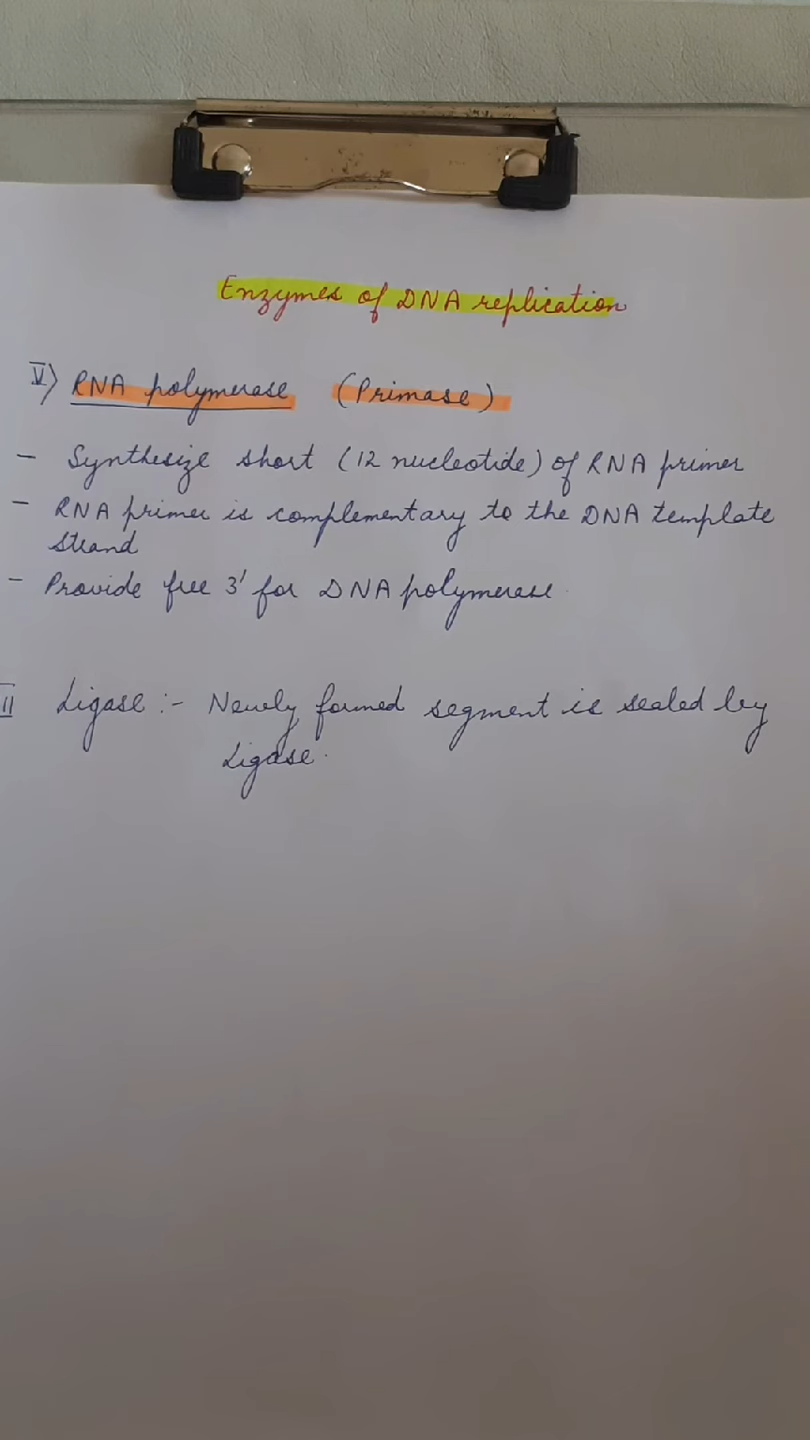 Enzymes of DNA replication
V) RNA polymerase (Primase)
- Synthesize short (12 nucleotide) of RNA primer
- RNA primer is complementary to the DNA template
strand
- Provide free 3' for DNA polymerase.
II Ligase :- Newly formed segment is sealed by
Ligase.